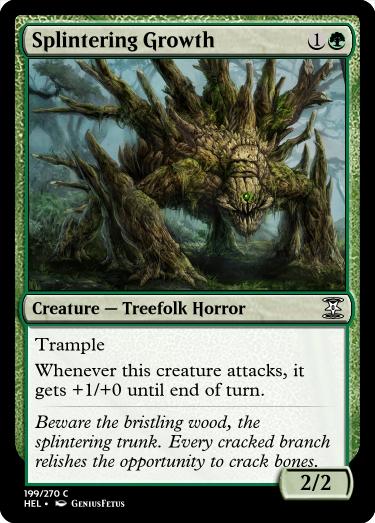 Splintering Growth 1
Creature — Treefolk Horror
Trample
Whenever this creature attacks, it
gets +1/+0 until end of turn.
Beware the bristling wood, the
splintering trunk. Every cracked branch
relishes the opportunity to crack bones.
2/2
199/270 C
HEL • GeniusFetus